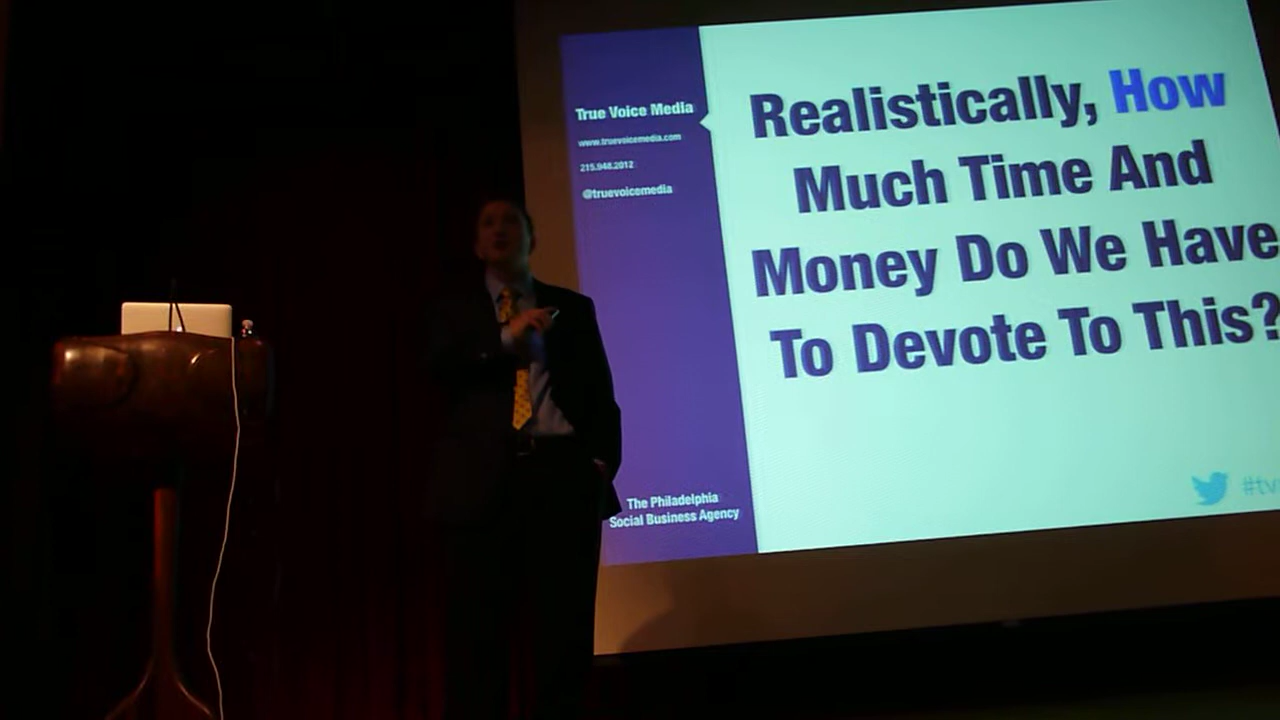 True Voice Media
www.truevoicemedia.com
215.948.2012
@truevoicemedia
The Philadelphia
Social Business Agency
Realistically, How
Much Time And
Money Do We Have
To Devote To This?